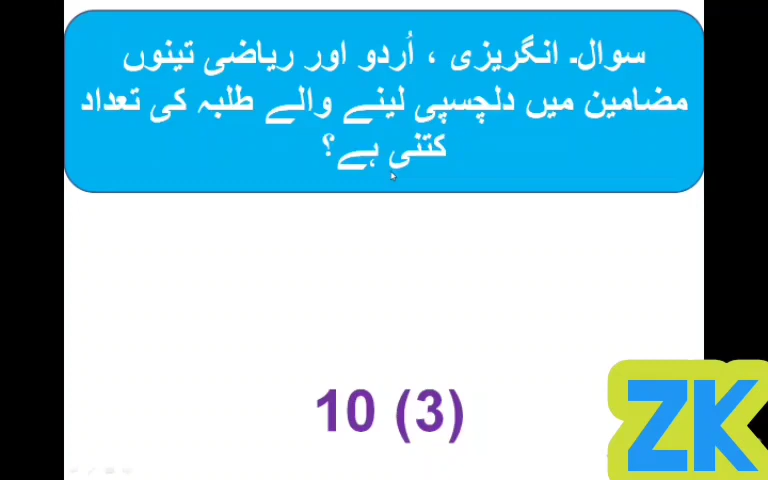 سوال۔ انگریزی ، اُردو اور ریاضی تینوں
مضامین میں دلچسپی لینے والے طلبہ کی تعداد
کتنی ہے؟
10 (3)
ZK